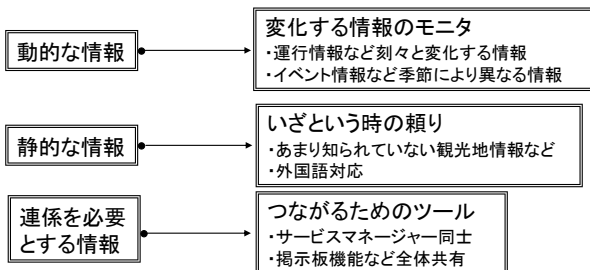 動的な情報
変化する情報のモニタ
・運行情報など刻々と変化する情報
・イベント情報など季節により異なる情報
静的な情報
いざという時の頼り
・あまり知られていない観光地情報など
・外国語対応
連係を必要
とする情報
つながるためのツール
・サービスマネージャー同士
・掲示板機能など全体共有